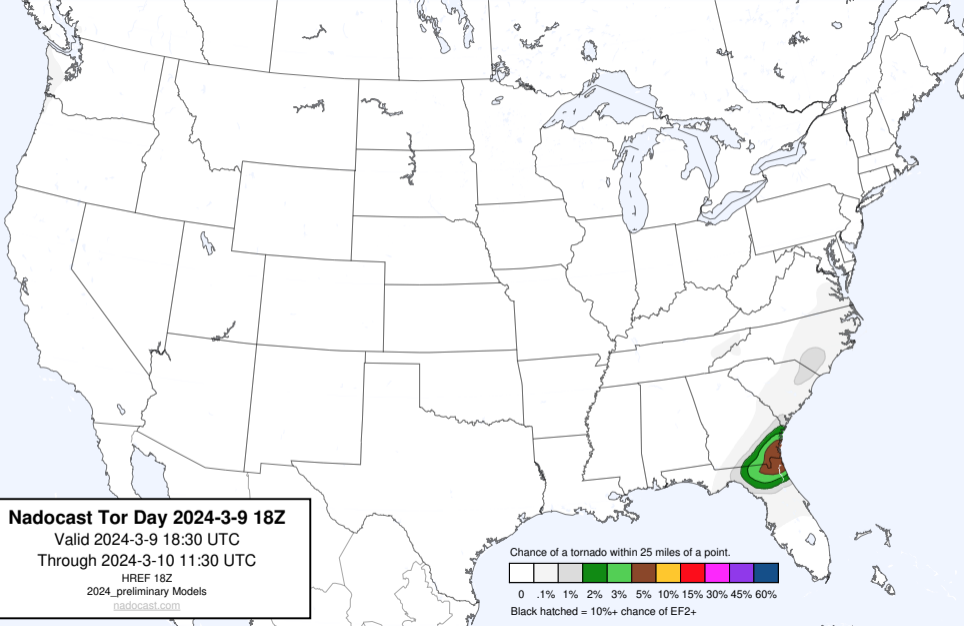 Nadocast Tor Day 2024-3-9 18Z
Valid 2024-3-9 18:30 UTC
Through 2024-3-10 11:30 UTC
HREF 18Z
2024_preliminary Models
nadocast.com
Chance of a tornado within 25 miles of a point.
0 .1% 1% 2% 3% 5% 10% 15% 30% 45% 60%
Black hatched = 10%+ chance of EF2+